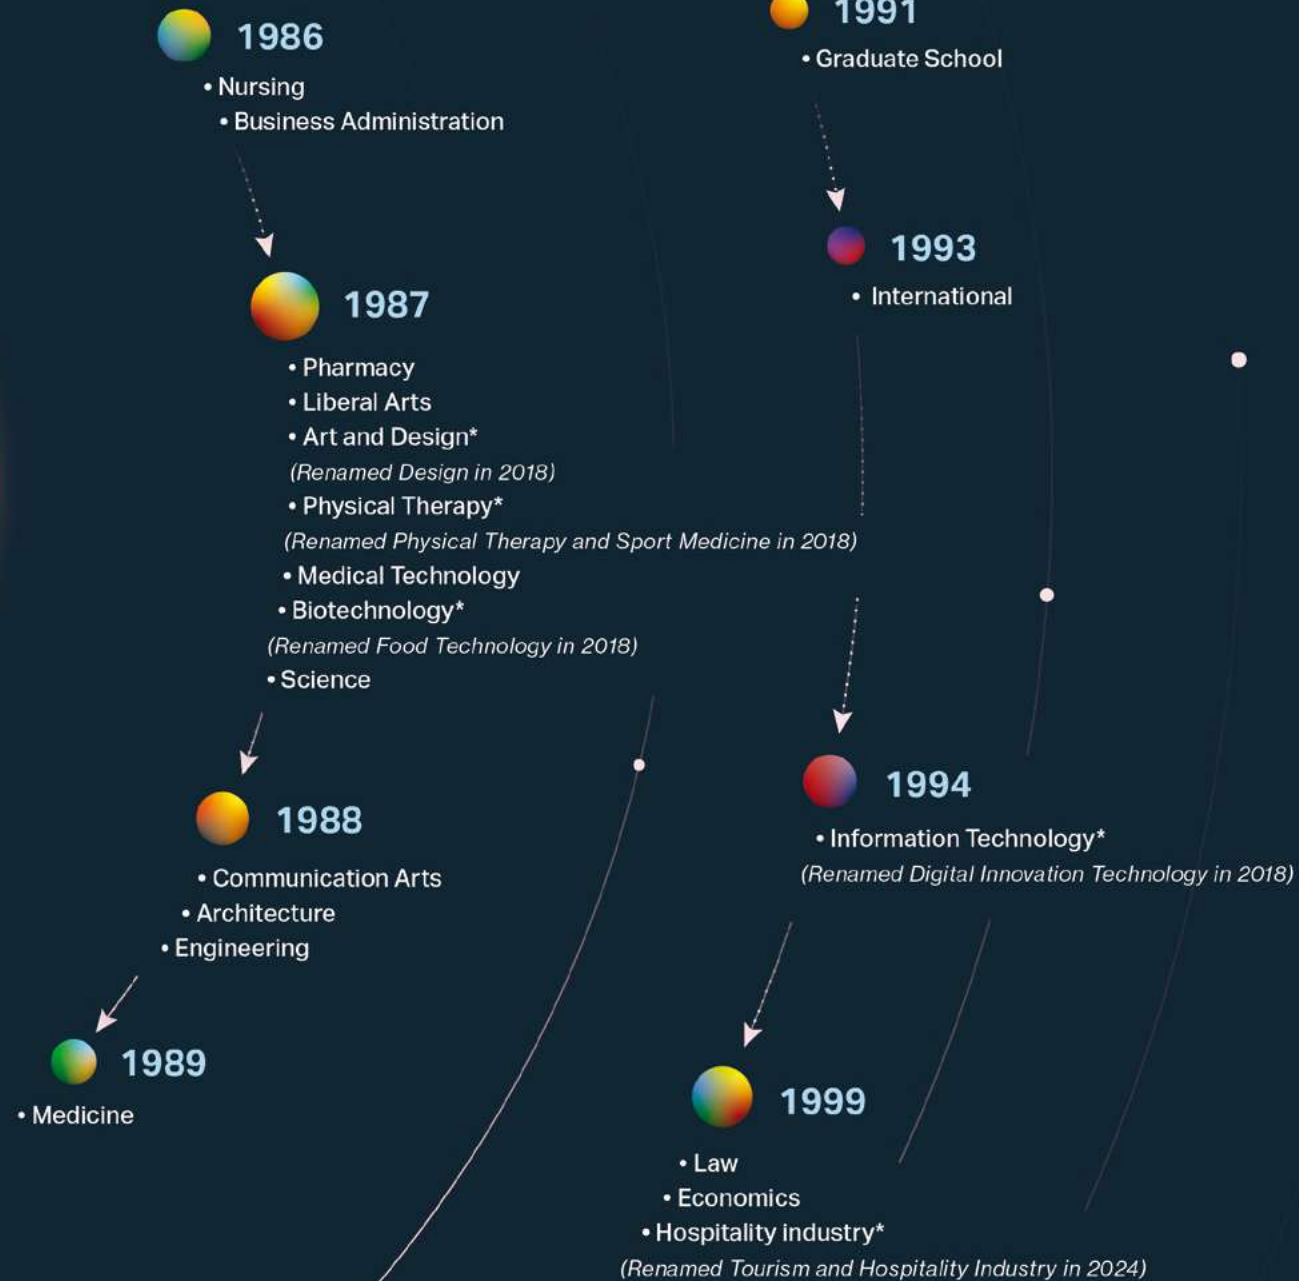 1986
• Nursing
• Business Administration
1987
• Pharmacy
• Liberal Arts
• Art and Design*
(Renamed Design in 2018)
• Physical Therapy*
(Renamed Physical Therapy and Sport Medicine in 2018)
• Medical Technology
• Biotechnology*
(Renamed Food Technology in 2018)
• Science
1988
• Communication Arts
• Architecture
• Engineering
1989
• Medicine
1991
• Graduate School
1993
• International
1994
• Information Technology*
(Renamed Digital Innovation Technology in 2018)
1999
• Law
• Economics
• Hospitality industry*
(Renamed Tourism and Hospitality Industry in 2024)